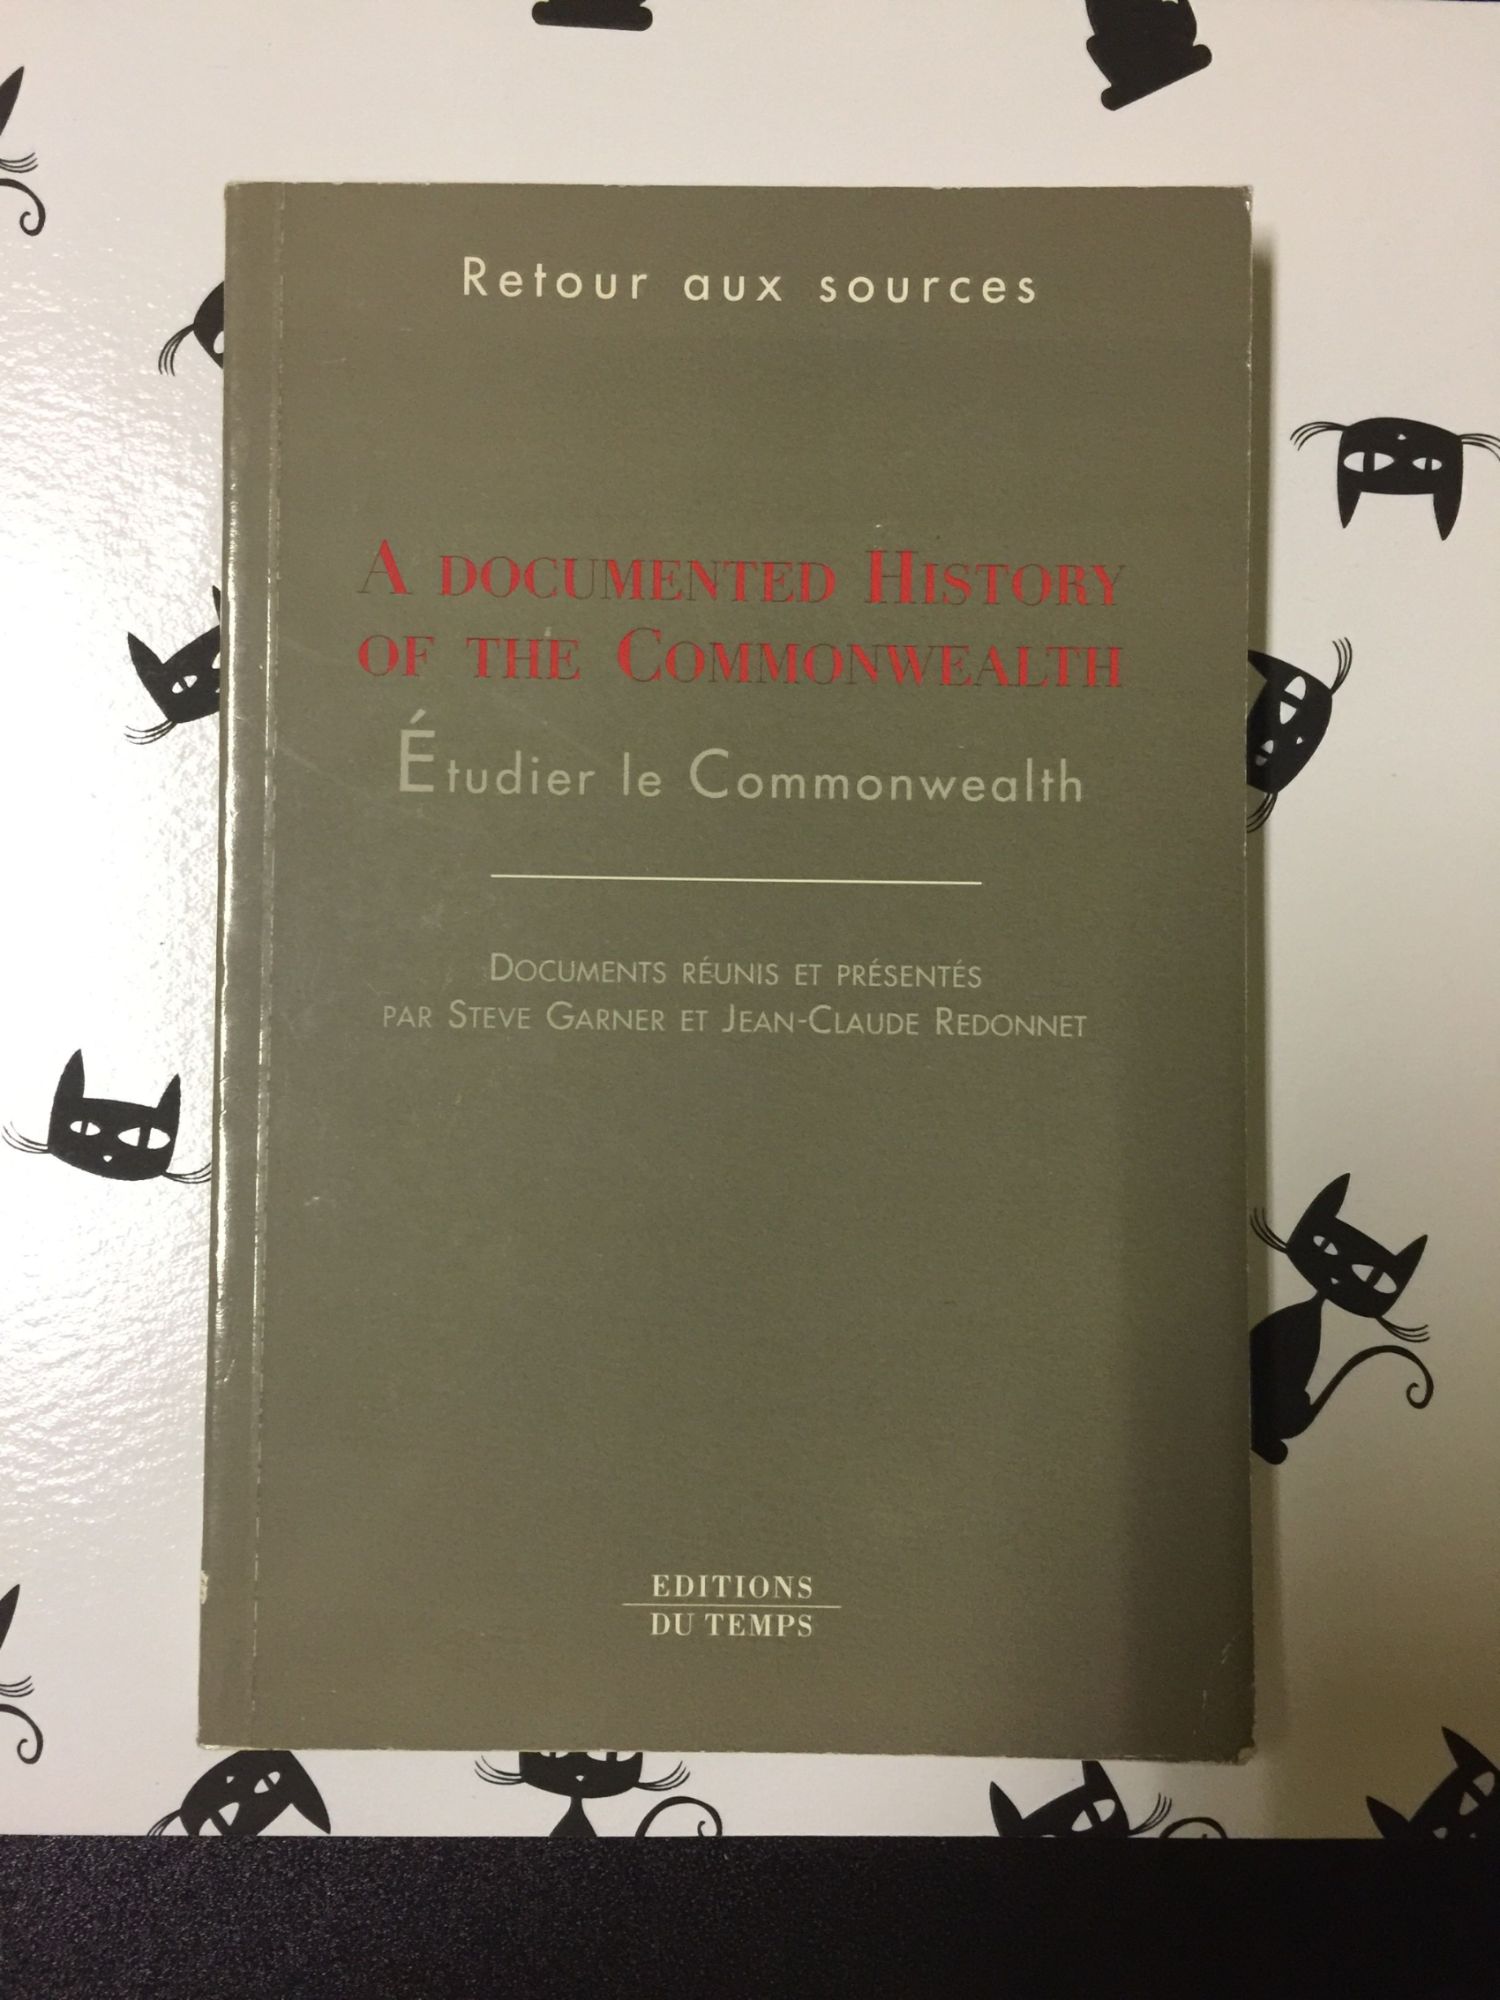 Retour aux sources
A DOCUMENTED HISTORY
OF THE COMMONWEALTH
Étudier le Commonwealth
DOCUMENTS RÉUNIS ET PRÉSENTÉS
PAR STEVE GARNER ET JEAN-CLAUDE REDONNET
EDITIONS
DU TEMPS